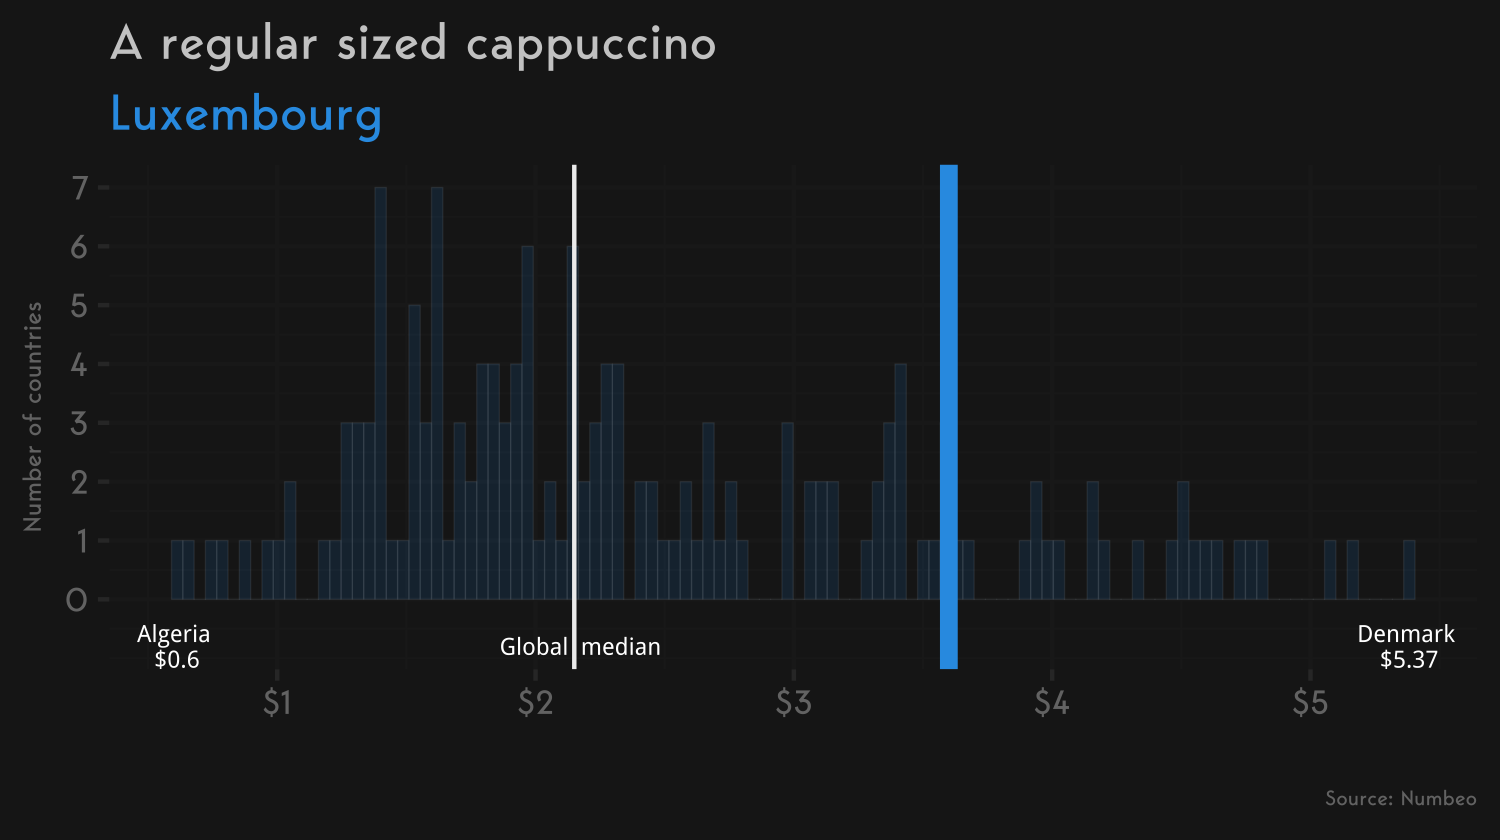 A regular sized cappuccino
Luxembourg
Number of countries
7
6
5
4
3
2
1
0
Algeria
$0.6
Global median
Denmark
$5.37
$1 $2 $3 $4 $5
Source: Numbeo